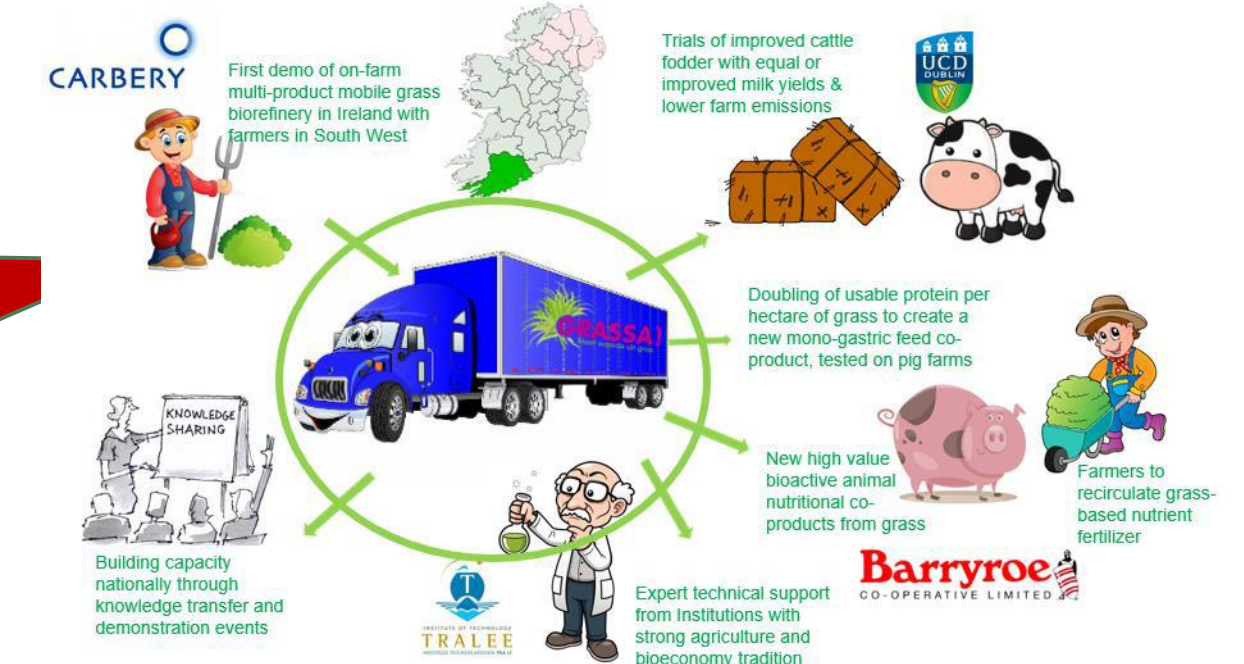 CARBERY
First demo of on-farm
multi-product mobile grass
biorefinery in Ireland with
farmers in South West
Trials of improved cattle
fodder with equal or
improved milk yields &
lower farm emissions
UCD
DUBLIN
GRASSA!
Doubling of usable protein per
hectare of grass to create a
new mono-gastric feed co-
product, tested on pig farms
KNOWLEDGE
SHARING
New high value
bioactive animal
nutritional co-
products from grass
Farmers to
recirculate grass-
based nutrient
fertilizer
Building capacity
nationally through
knowledge transfer and
demonstration events
T
INSTITUTE OF TECHNOLOGY
TRALEE
Expert technical support
from Institutions with
strong agriculture and
bioeconomy tradition
Barryroe
CO-OPERATIVE LIMITED